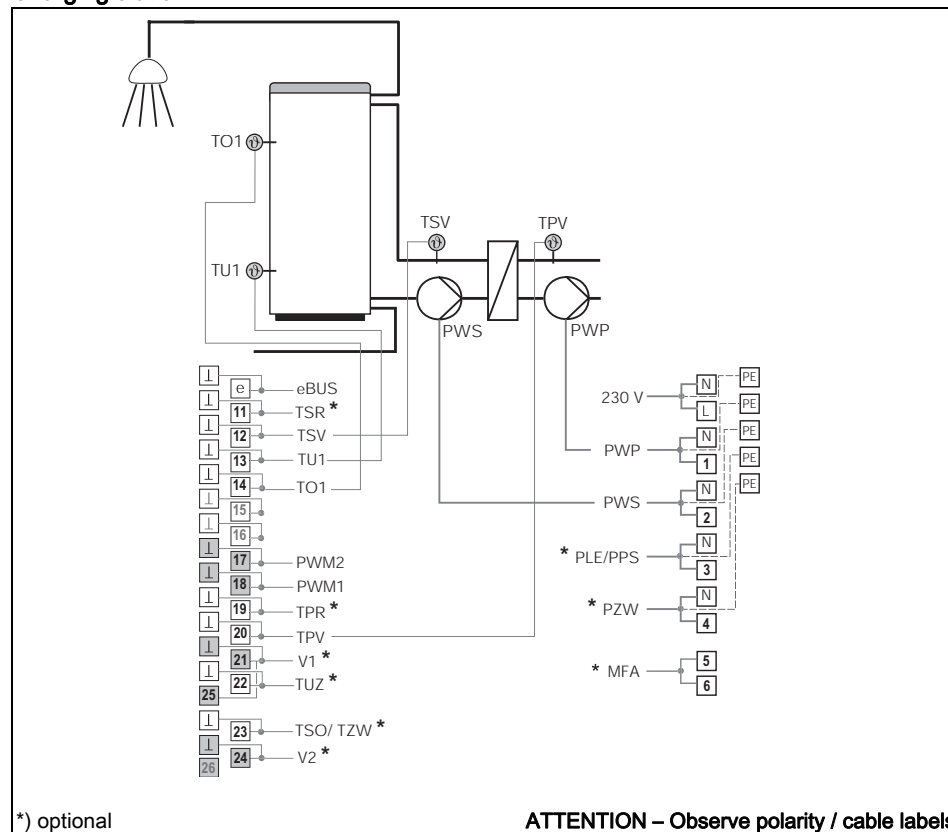 TO1
TSV
TPV
TU1
PWS
PWP
⊥
e
eBUS
⊥
11
TSR *
⊥
12
TSV
⊥
13
TU1
⊥
14
TO1
⊥
15
⊥
16
⊥
17
PWM2
⊥
18
PWM1
⊥
19
TPR *
⊥
20
TPV
⊥
21
V1 *
⊥
22
TUZ *
25
⊥
23
TSO/ TZW *
⊥
24
V2 *
26
230 V
N
PE
L
PE
PWP
N
1
PE
PWS
N
2
PE
* PLE/PPS
N
3
PE
* PZW
N
4
* MFA
5
6
*) optional
ATTENTION – Observe polarity / cable labels